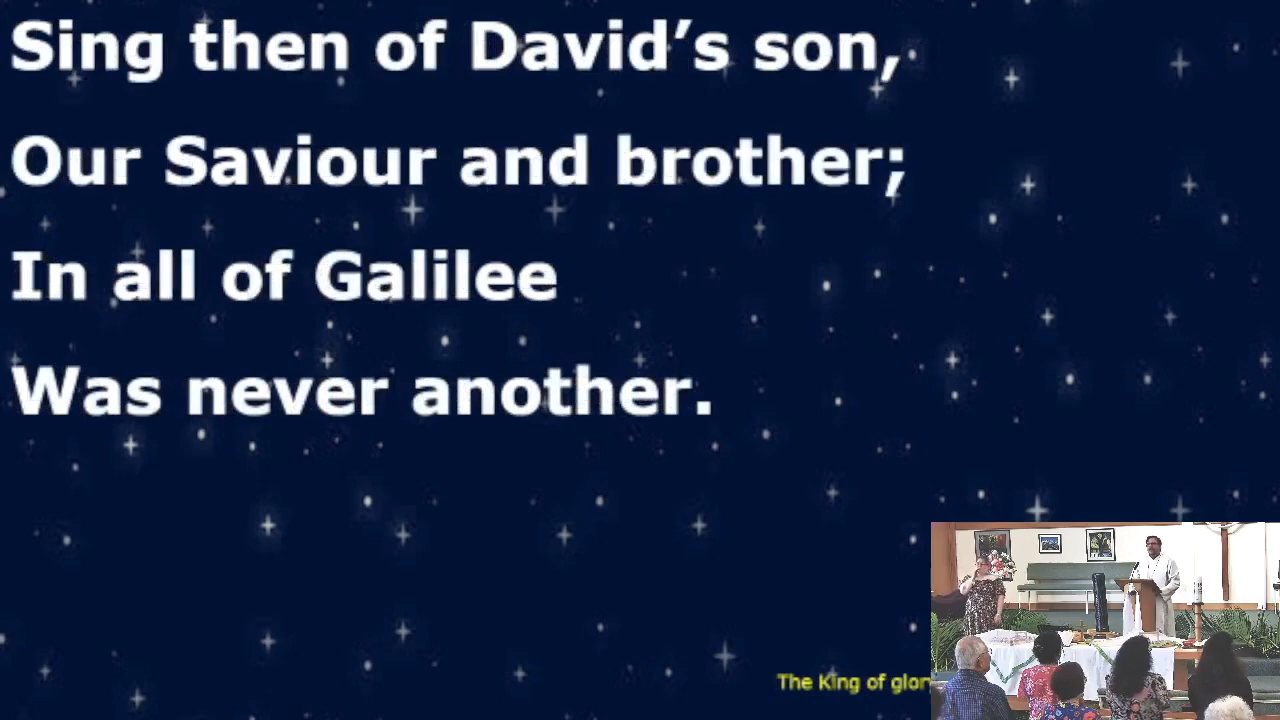 Sing then of David’s son,
Our Saviour and brother;
In all of Galilee
Was never another.
The King of glor